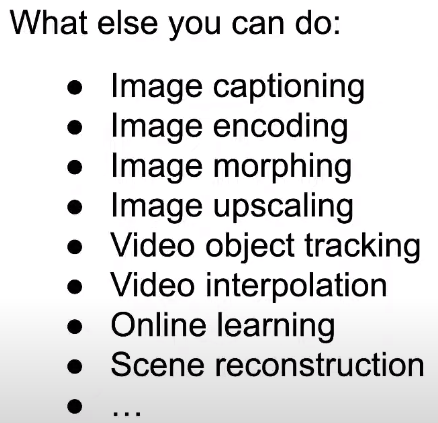 What else you can do:
● Image captioning
● Image encoding
● Image morphing
● Image upscaling
● Video object tracking
● Video interpolation
● Online learning
● Scene reconstruction
● ...